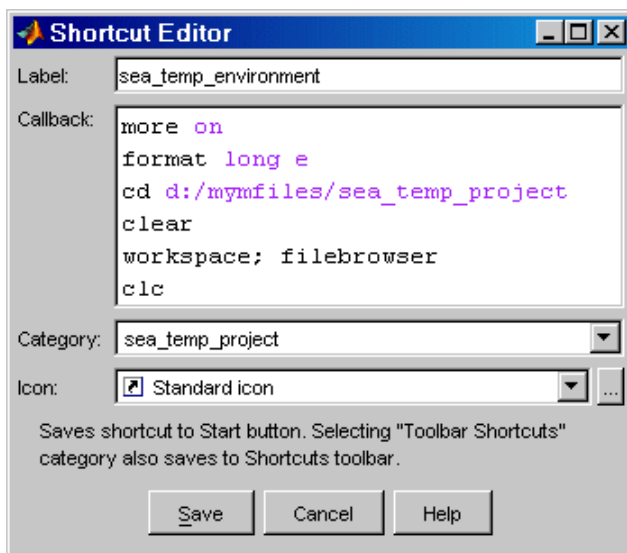 Shortcut Editor
Label: sea_temp_environment
Callback: more on
format long e
cd d:/mymfiles/sea_temp_project
clear
workspace; filebrowser
clc
Category: sea_temp_project
Icon: Standard icon ...
Saves shortcut to Start button. Selecting "Toolbar Shortcuts"
category also saves to Shortcuts toolbar.
Save Cancel Help